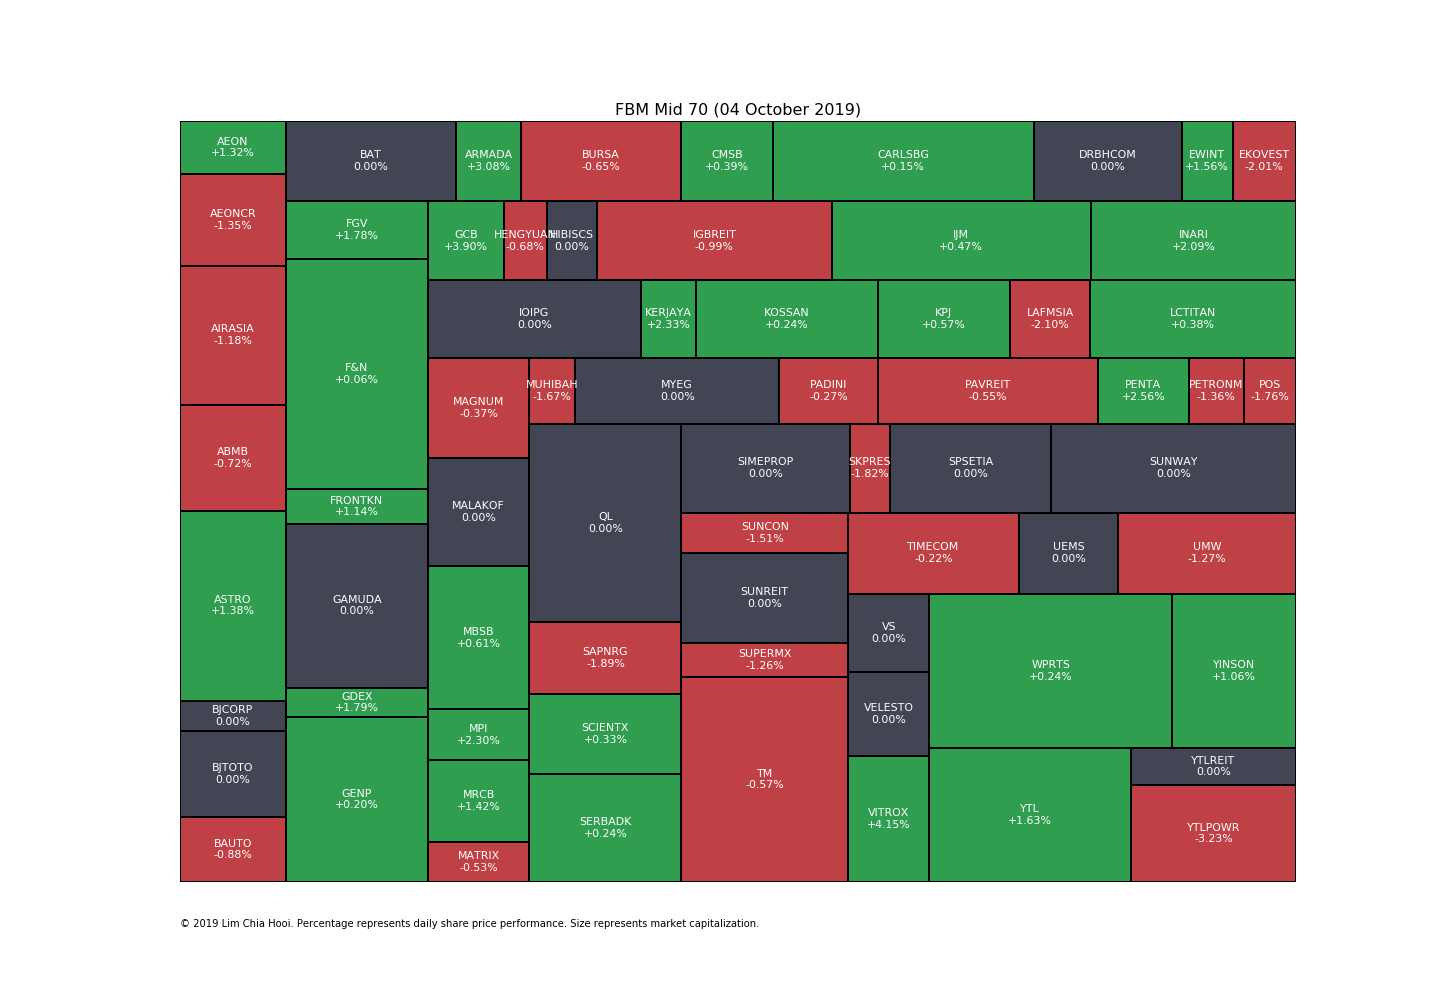 FBM Mid 70 (04 October 2019)
AEON
+1.32%
AEONCR
-1.35%
AIRASIA
-1.18%
ABMB
-0.72%
ASTRO
+1.38%
BJCORP
0.00%
BJTOTO
0.00%
BAUTO
-0.88%
BAT
0.00%
ARMADA
+3.08%
BURSA
-0.65%
CMSB
+0.39%
CARLSBG
+0.15%
DRBHCOM
0.00%
EWINT
+1.56%
EKOVEST
-2.01%
FGV
+1.78%
F&N
+0.06%
FRONTKN
+1.14%
GAMUDA
0.00%
GDEX
+1.79%
GENP
+0.20%
GCB
+3.90%
HENGYUAN
-0.68%
HIBISCS
0.00%
IGBREIT
-0.99%
IJM
+0.47%
INARI
+2.09%
IOIPG
0.00%
KERJAYA
+2.33%
KOSSAN
+0.24%
KPJ
+0.57%
LAFMSIA
-2.10%
LCTITAN
+0.38%
MAGNUM
-0.37%
MALAKOF
0.00%
MBSB
+0.61%
MPI
+2.30%
MRCB
+1.42%
MATRIX
-0.53%
MUHIBAH
-1.67%
MYEG
0.00%
PADINI
-0.27%
PAVREIT
-0.55%
PENTA
+2.56%
PETRONM
-1.36%
POS
-1.76%
QL
0.00%
SAPNRG
-1.89%
SCIENTX
+0.33%
SERBADK
+0.24%
SIMEPROP
0.00%
SKPRES
-1.82%
SPSETIA
0.00%
SUNWAY
0.00%
SUNCON
-1.51%
SUNREIT
0.00%
SUPERMX
-1.26%
TM
-0.57%
TIMECOM
-0.22%
UEMS
0.00%
UMW
-1.27%
VS
0.00%
VELESTO
0.00%
VITROX
+4.15%
WPRTS
+0.24%
YINSON
+1.06%
YTL
+1.63%
YTLREIT
0.00%
YTLPOWR
-3.23%
© 2019 Lim Chia Hooi. Percentage represents daily share price performance. Size represents market capitalization.